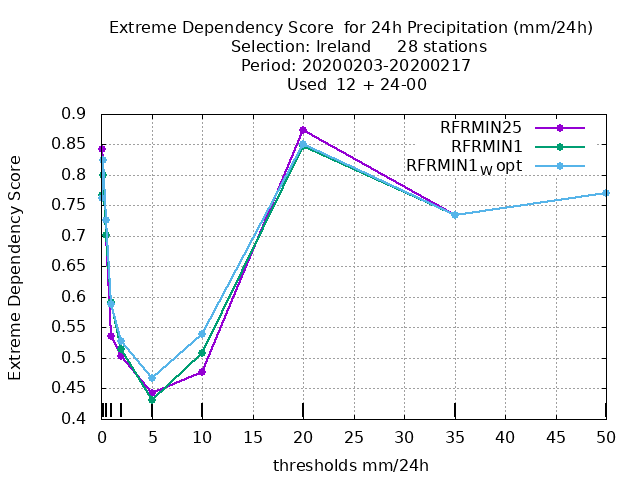 Extreme Dependency Score  for 24h Precipitation (mm/24h)
Selection: Ireland     28 stations
Period: 20200203-20200217
Used  12 + 24-00
Extreme Dependency Score
0.9
0.85
0.8
0.75
0.7
0.65
0.6
0.55
0.5
0.45
0.4
RFRMIN25
RFRMIN1
RFRMIN1W opt
0 5 10 15 20 25 30 35 40 45 50
thresholds mm/24h